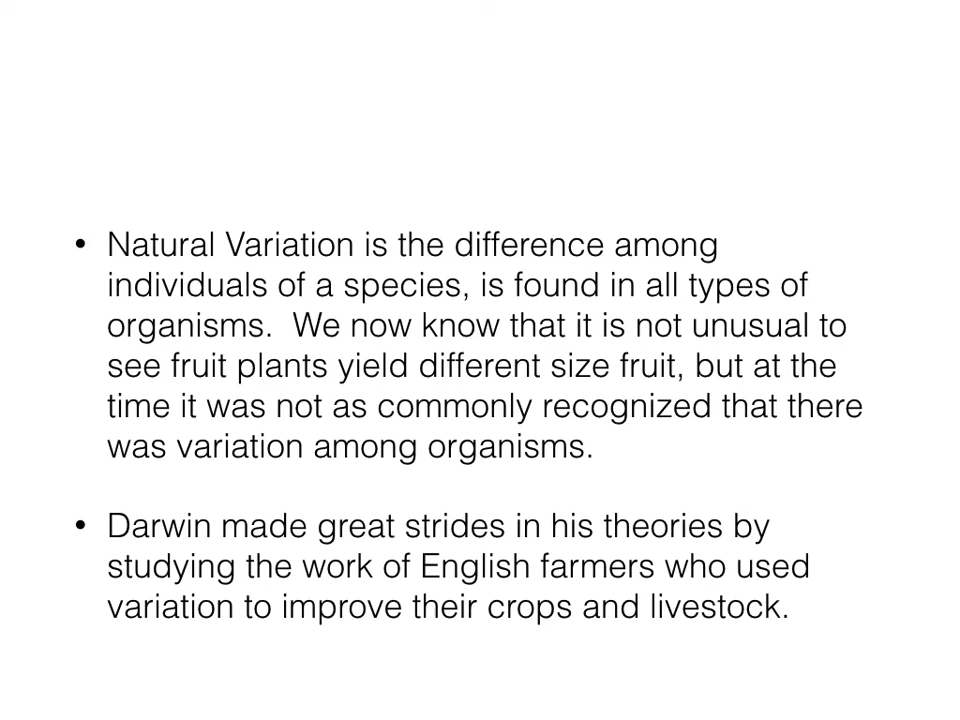 • Natural Variation is the difference among
individuals of a species, is found in all types of
organisms.  We now know that it is not unusual to
see fruit plants yield different size fruit, but at the
time it was not as commonly recognized that there
was variation among organisms.
• Darwin made great strides in his theories by
studying the work of English farmers who used
variation to improve their crops and livestock.